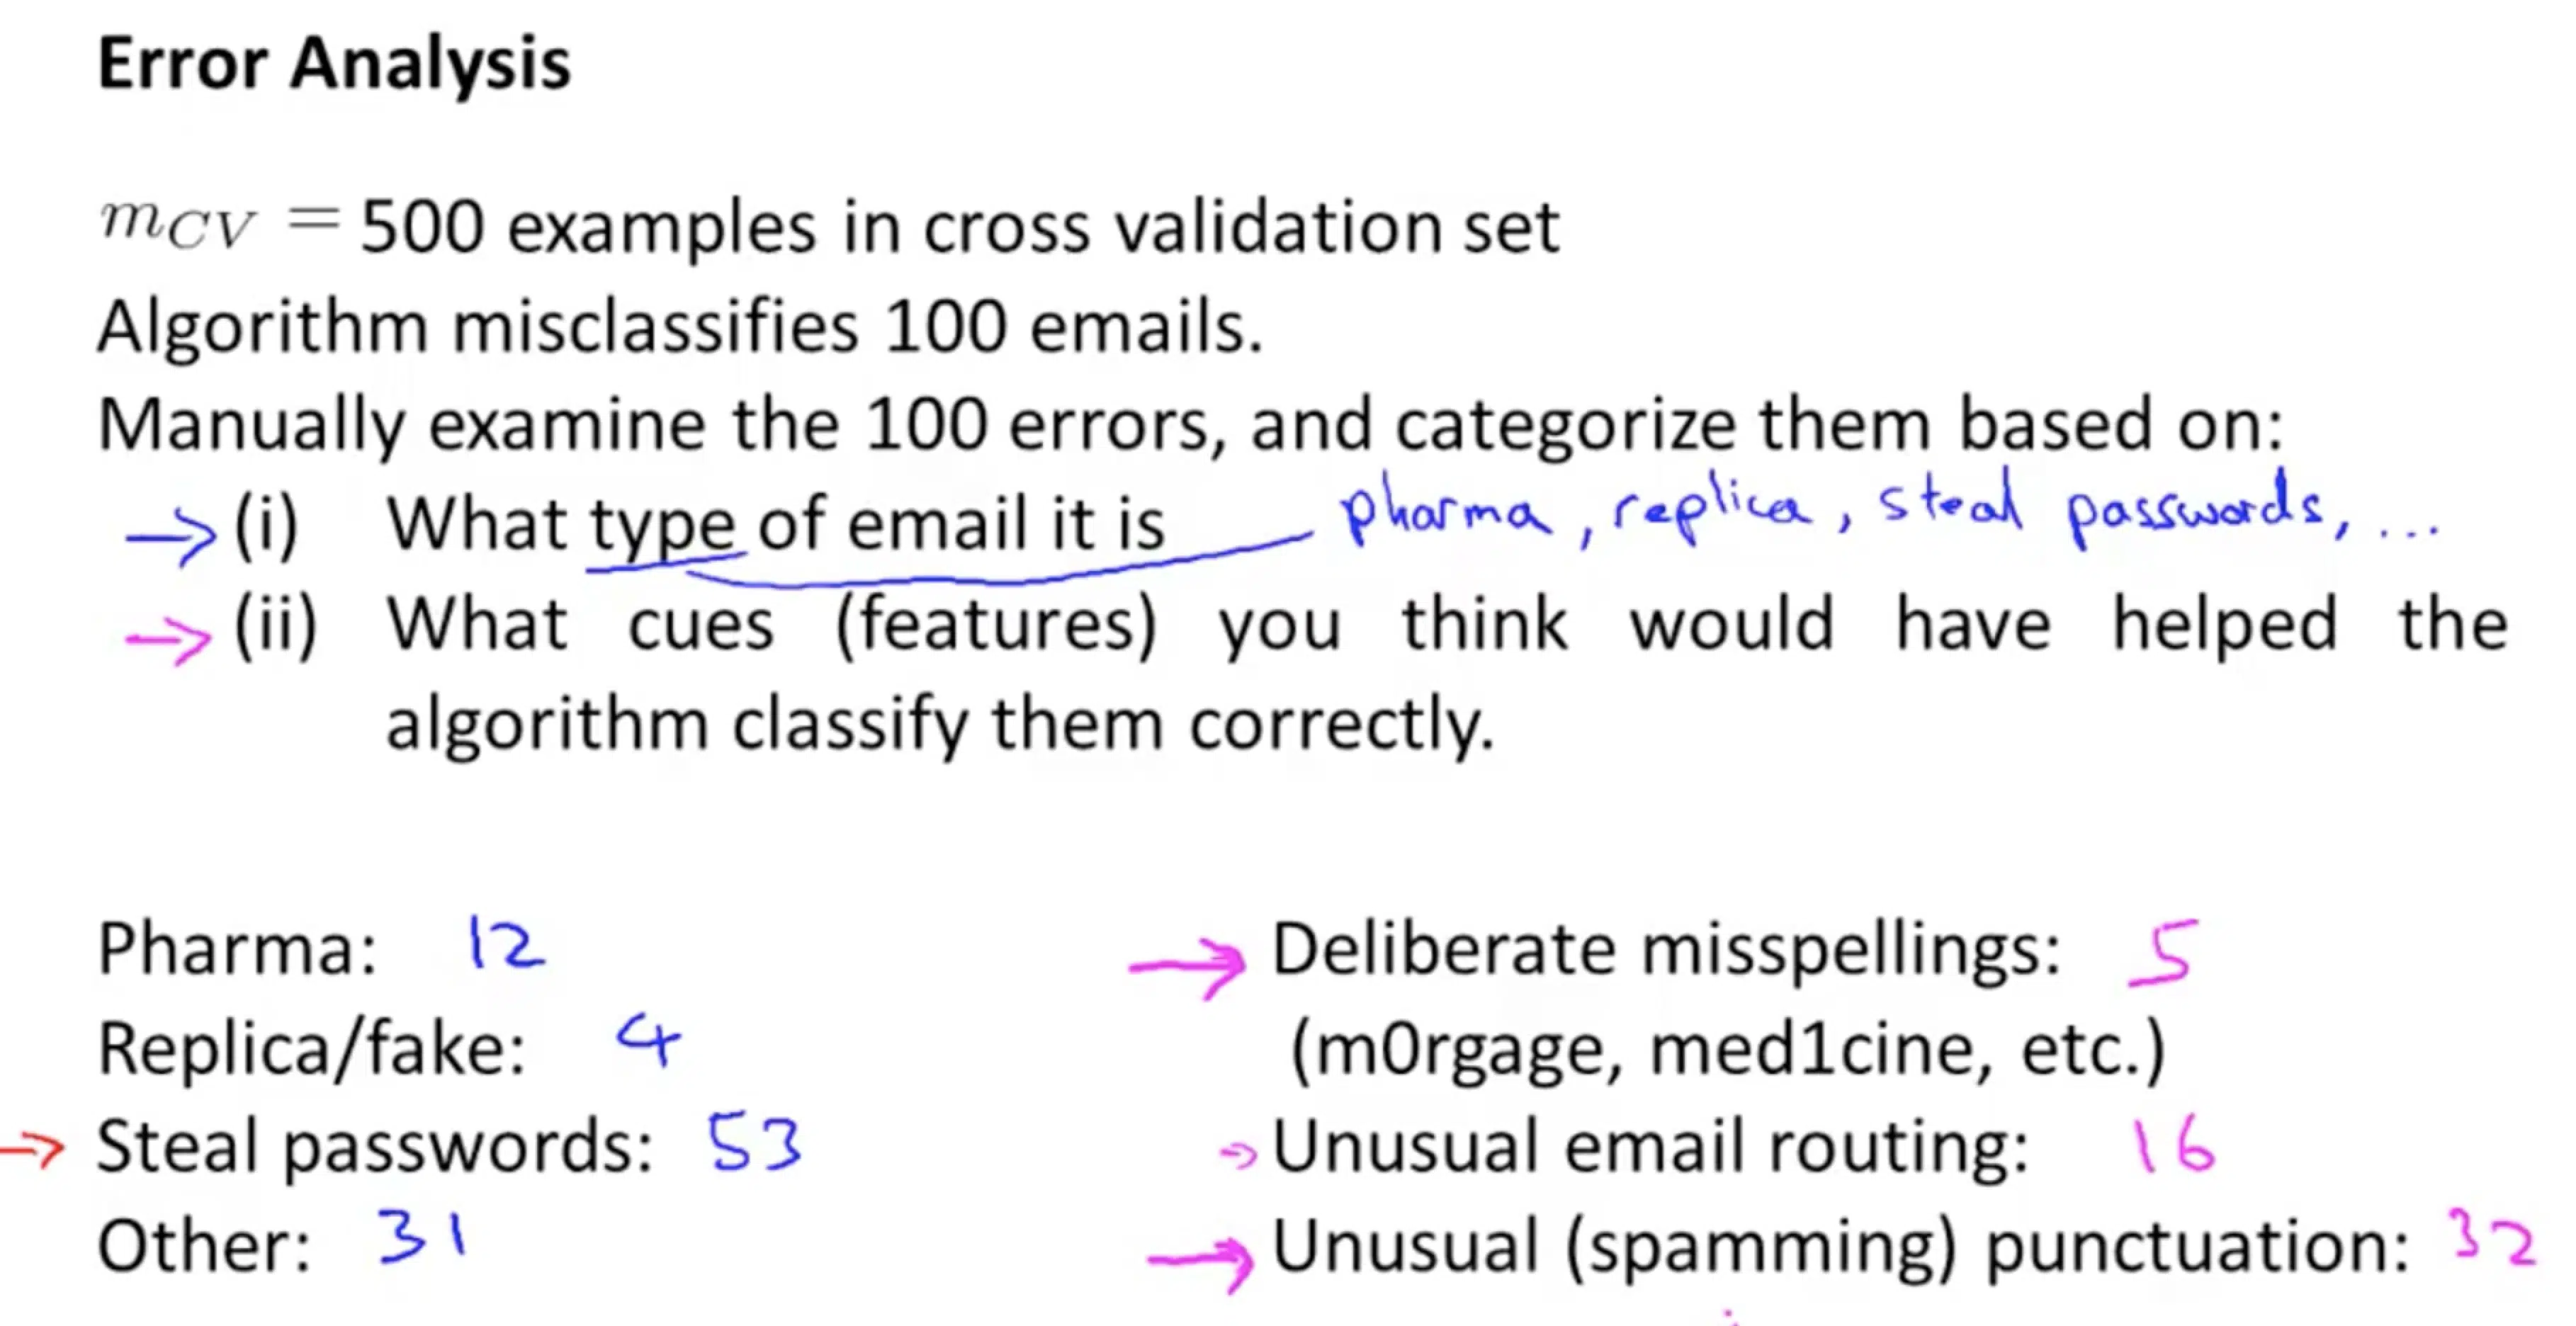 Error Analysis
m_CV = 500 examples in cross validation set
Algorithm misclassifies 100 emails.
Manually examine the 100 errors, and categorize them based on:
→ (i) What type of email it is pharma, replica, steal passwords, ...
→ (ii) What cues (features) you think would have helped the
algorithm classify them correctly.
Pharma: 12
Replica/fake: 4
→ Steal passwords: 53
Other: 31
→ Deliberate misspellings: 5
(m0rgage, med1cine, etc.)
→ Unusual email routing: 16
→ Unusual (spamming) punctuation: 32